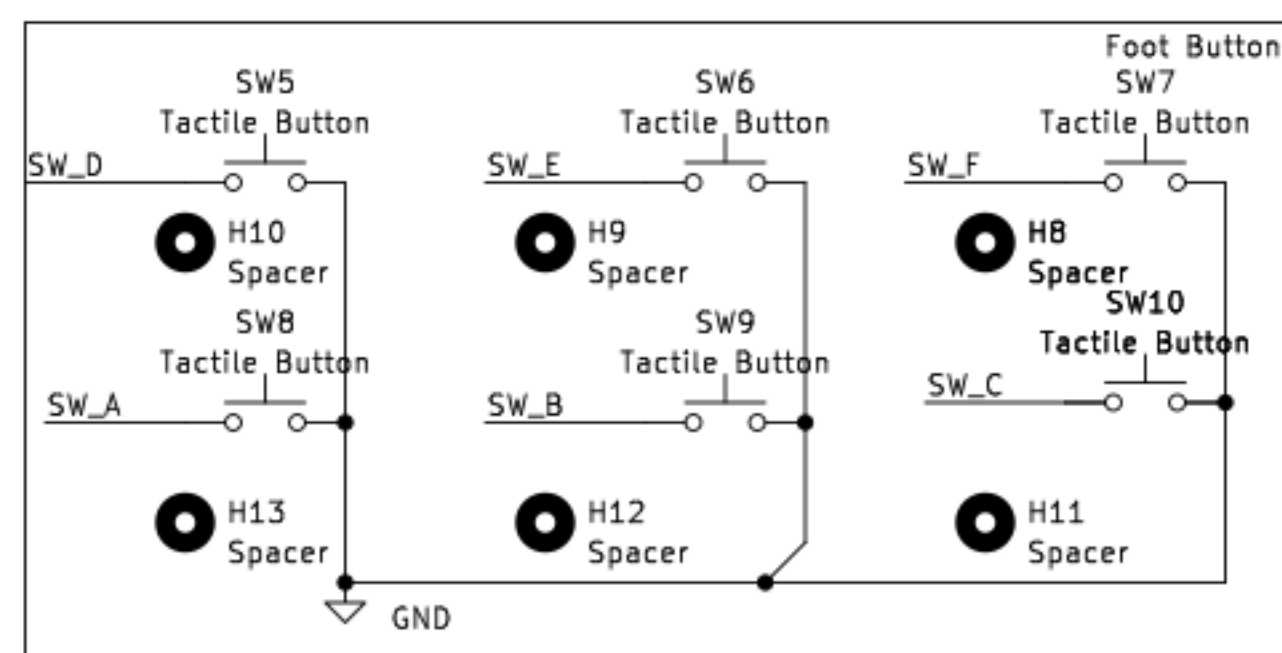 Foot Button
SW5
Tactile Button
SW_D
H10
Spacer
SW8
Tactile Button
SW_A
H13
Spacer
GND
SW6
Tactile Button
SW_E
H9
Spacer
SW9
Tactile Button
SW_B
H12
Spacer
SW7
Tactile Button
SW_F
H8
Spacer
SW10
Tactile Button
SW_C
H11
Spacer